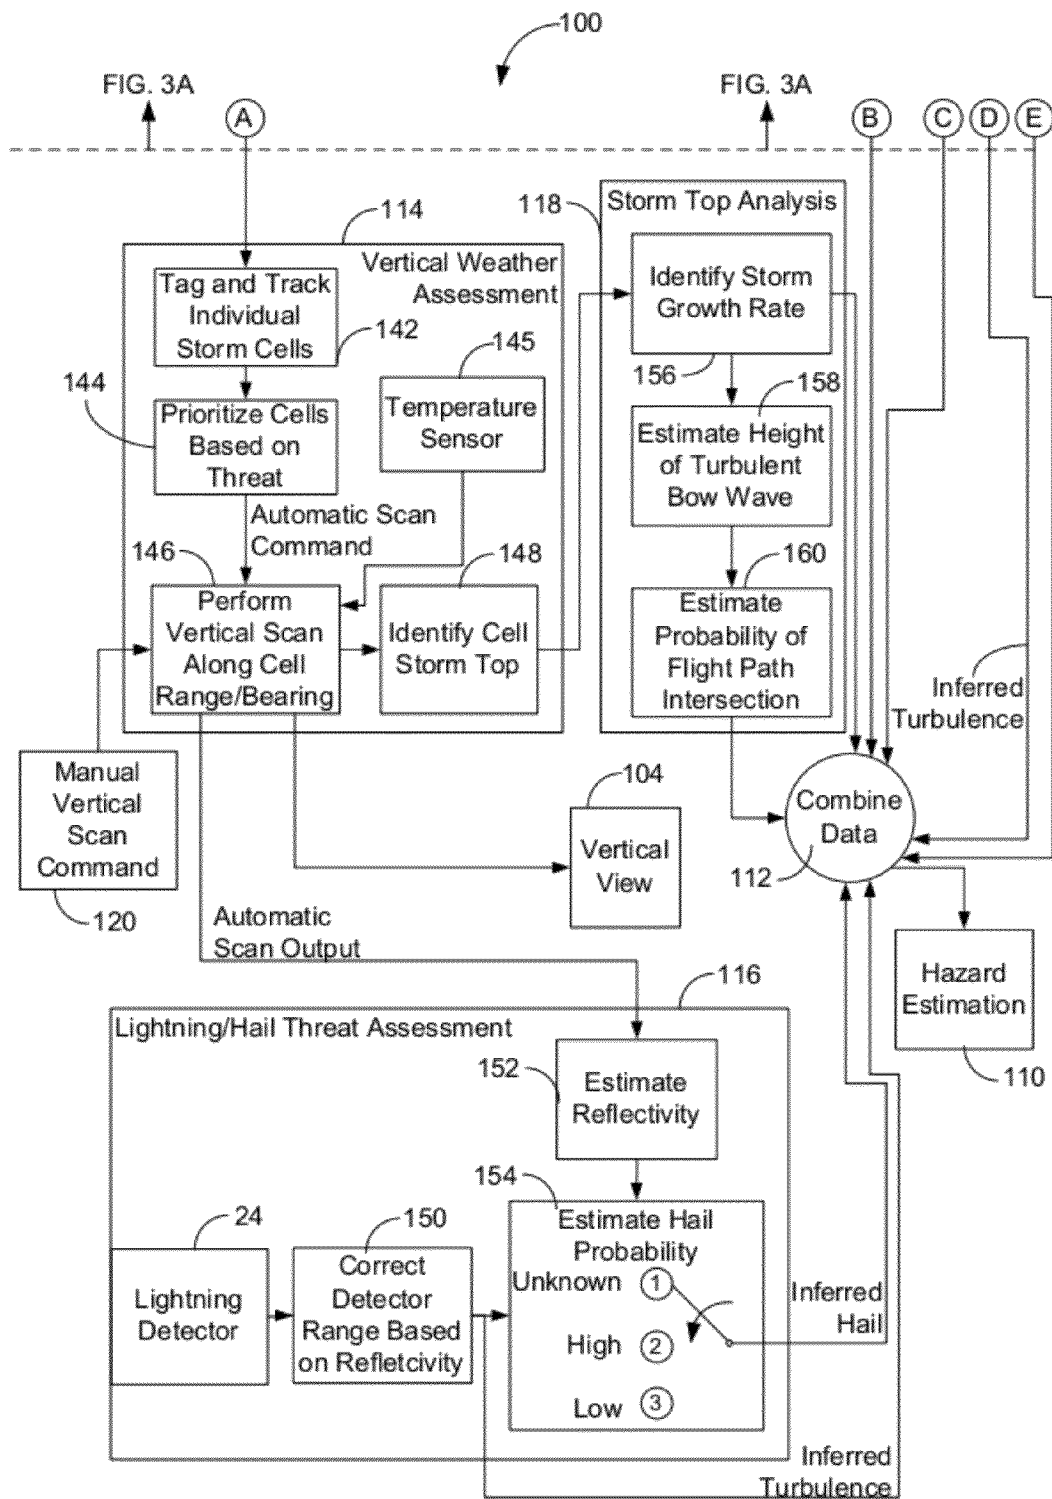 100
FIG. 3A
FIG. 3A
A
B
C
D
E
114
Vertical Weather
Assessment
Tag and Track
Individual
Storm Cells
142
144
Prioritize Cells
Based on
Threat
145
Temperature
Sensor
Automatic Scan
Command
146
Perform
Vertical Scan
Along Cell
Range/Bearing
148
Identify Cell
Storm Top
118
Storm Top Analysis
Identify Storm
Growth Rate
156
158
Estimate Height
of Turbulent
Bow Wave
160
Estimate
Probability of
Flight Path
Intersection
Inferred
Turbulence
Manual
Vertical
Scan
Command
120
104
Vertical
View
Combine
Data
112
Automatic
Scan Output
Hazard
Estimation
110
116
Lightning/Hail Threat Assessment
152
Estimate
Reflectivity
154
Estimate Hail
Probability
Unknown 1
High 2
Low 3
24
Lightning
Detector
150
Correct
Detector
Range Based
on Refletcivity
Inferred
Hail
Inferred
Turbulence